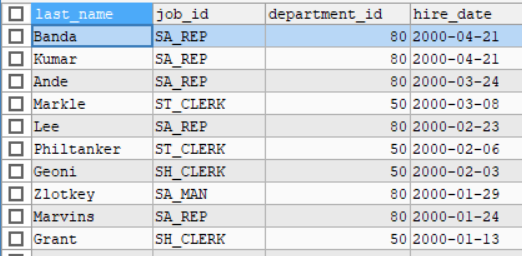 last_name job_id department_id hire_date
Banda SA_REP 80 2000-04-21
Kumar SA_REP 80 2000-04-21
Ande SA_REP 80 2000-03-24
Markle ST_CLERK 50 2000-03-08
Lee SA_REP 80 2000-02-23
Philtanker ST_CLERK 50 2000-02-06
Geoni SH_CLERK 50 2000-02-03
Zlotkey SA_MAN 80 2000-01-29
Marvins SA_REP 80 2000-01-24
Grant SH_CLERK 50 2000-01-13